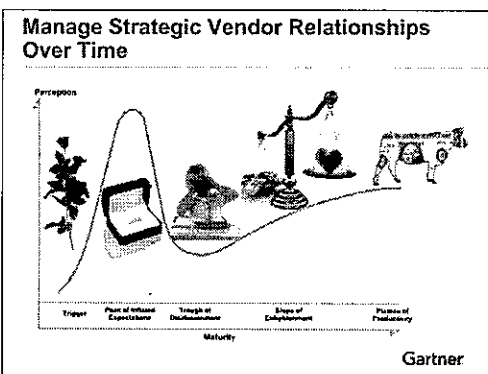 Manage Strategic Vendor Relationships
Over Time
Perception
Trigger
Peak of Inflated
Expectations
Trough of
Disillusionment
Slope of
Enlightenment
Plateau of
Productivity
Maturity
Gartner